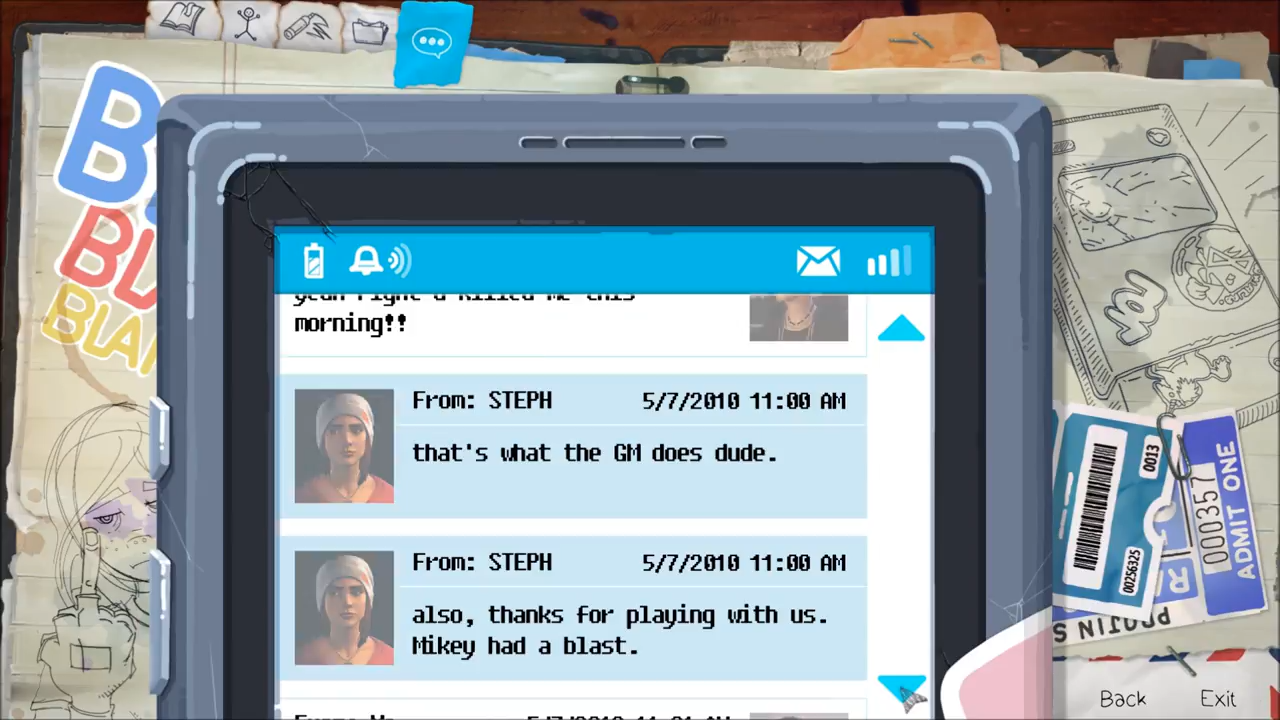 morning!!
From: STEPH 5/7/2010 11:00 AM
that's what the GM does dude.
From: STEPH 5/7/2010 11:00 AM
also, thanks for playing with us.
Mikey had a blast.
0013
00256325
000357
ADMIT ONE
Back
Exit